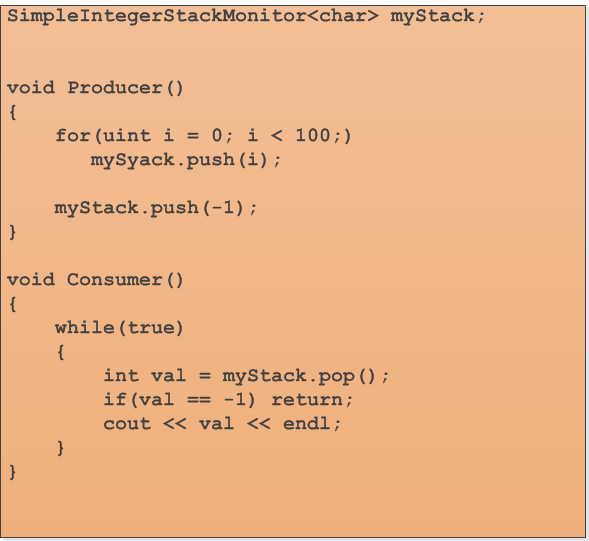 SimpleIntegerStackMonitor<char> myStack;
void Producer()
{
for(uint i = 0; i < 100;)
mySyack.push(i);
myStack.push(-1);
}
void Consumer()
{
while(true)
{
int val = myStack.pop();
if(val == -1) return;
cout << val << endl;
}
}